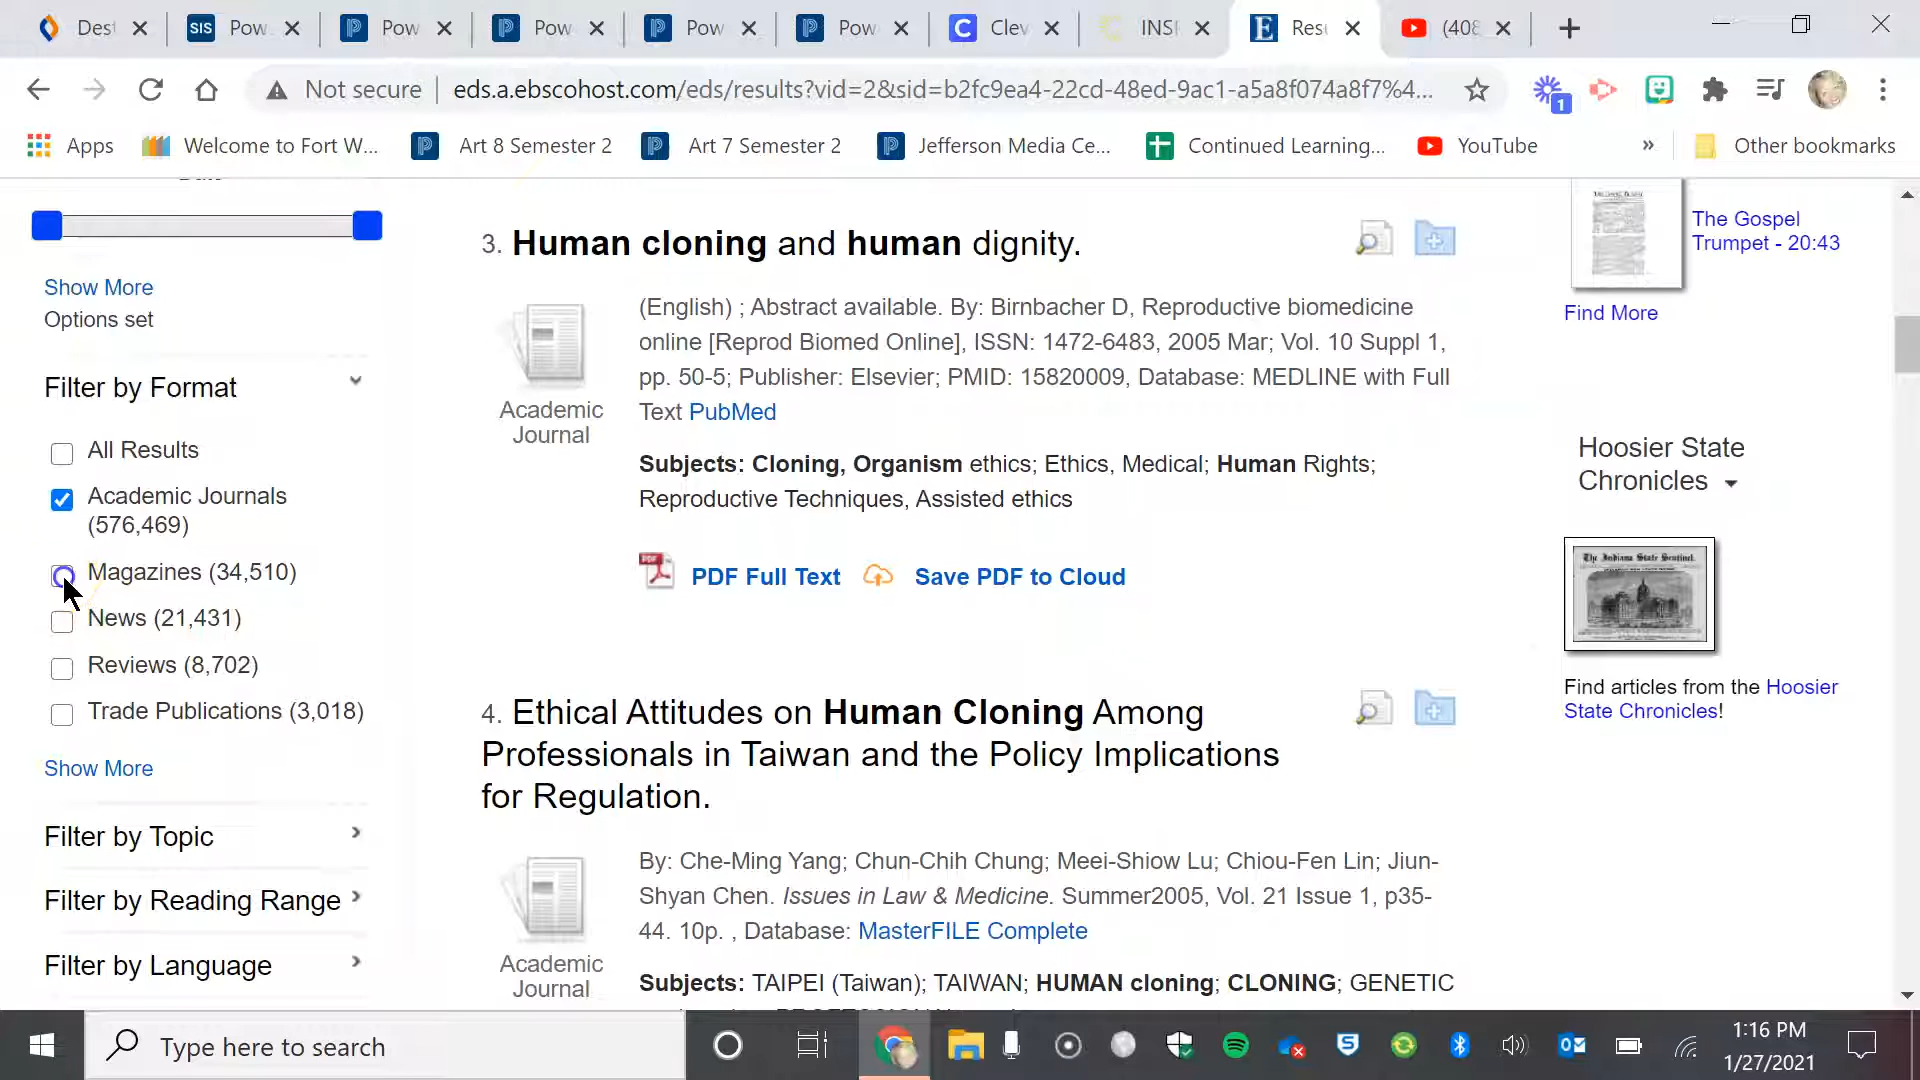 Dest
SIS Pow
Pow
Pow
Pow
Pow
C Clev
INSI
E Resu
(408
Not secure eds.a.ebscohost.com/eds/results?vid=2&sid=b2fc9ea4-22cd-48ed-9ac1-a5a8f074a8f7%4...
1
Apps Welcome to Fort W... Art 8 Semester 2 Art 7 Semester 2 Jefferson Media Ce... Continued Learning... YouTube » Other bookmarks
Show More
Options set
Filter by Format
All Results
Academic Journals
(576,469)
Magazines (34,510)
News (21,431)
Reviews (8,702)
Trade Publications (3,018)
Show More
Filter by Topic
Filter by Reading Range
Filter by Language
3. Human cloning and human dignity.
Academic
Journal
(English) ; Abstract available. By: Birnbacher D, Reproductive biomedicine
online [Reprod Biomed Online], ISSN: 1472-6483, 2005 Mar; Vol. 10 Suppl 1,
pp. 50-5; Publisher: Elsevier; PMID: 15820009, Database: MEDLINE with Full
Text PubMed
Subjects: Cloning, Organism ethics; Ethics, Medical; Human Rights;
Reproductive Techniques, Assisted ethics
PDF Full Text Save PDF to Cloud
4. Ethical Attitudes on Human Cloning Among
Professionals in Taiwan and the Policy Implications
for Regulation.
Academic
Journal
By: Che-Ming Yang; Chun-Chih Chung; Meei-Shiow Lu; Chiou-Fen Lin; Jiun-
Shyan Chen. Issues in Law & Medicine. Summer2005, Vol. 21 Issue 1, p35-
44. 10p. , Database: MasterFILE Complete
Subjects: TAIPEI (Taiwan); TAIWAN; HUMAN cloning; CLONING; GENETIC
The Gospel
Trumpet - 20:43
Find More
Hoosier State
Chronicles
The Indiana State Sentinel.
Find articles from the Hoosier
State Chronicles!
Type here to search
1:16 PM
1/27/2021